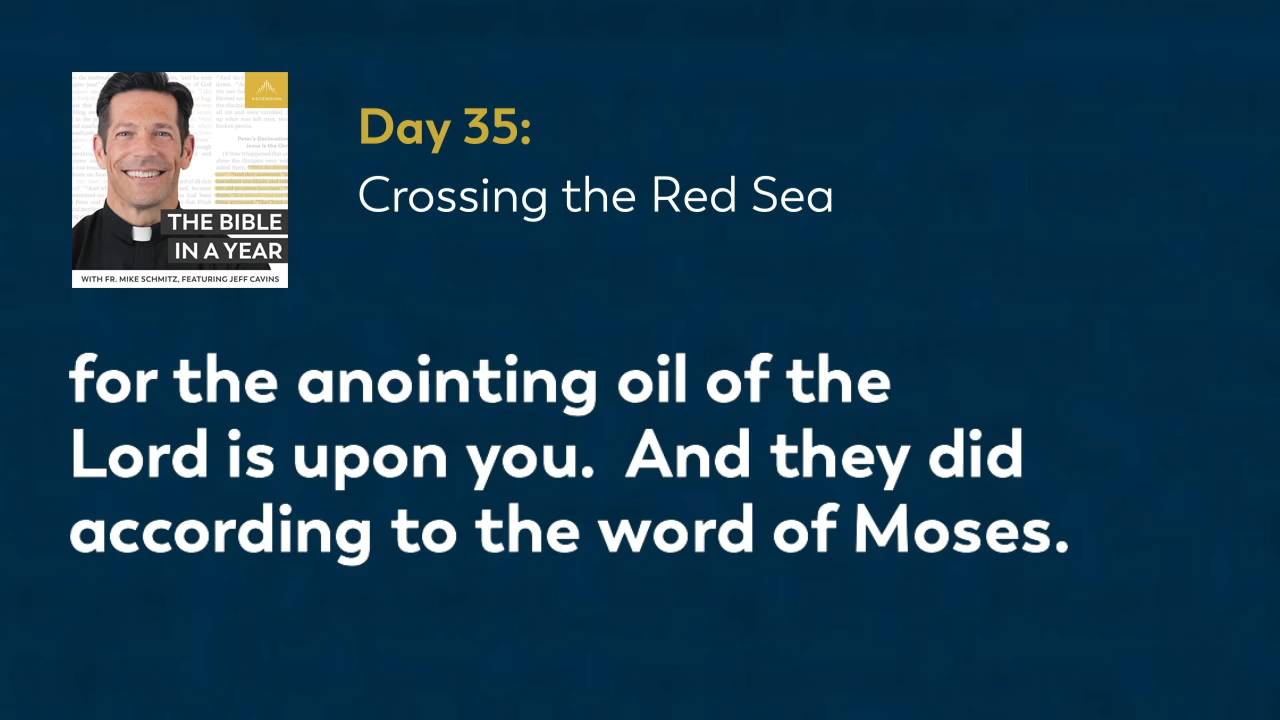 ASCENSION
THE BIBLE
IN A YEAR
WITH FR. MIKE SCHMITZ, FEATURING JEFF CAVINS
Day 35:
Crossing the Red Sea
for the anointing oil of the
Lord is upon you.  And they did
according to the word of Moses.